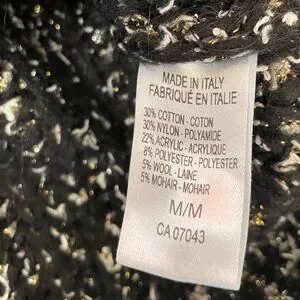 MADE IN ITALY
FABRIQUÉ EN ITALIE
30% COTTON - COTON
30% NYLON - POLYAMIDE
22% ACRYLIC - ACRYLIQUE
8% POLYESTER - POLYESTER
5% WOOL - LAINE
5% MOHAIR - MOHAIR
M/M
CA 07043